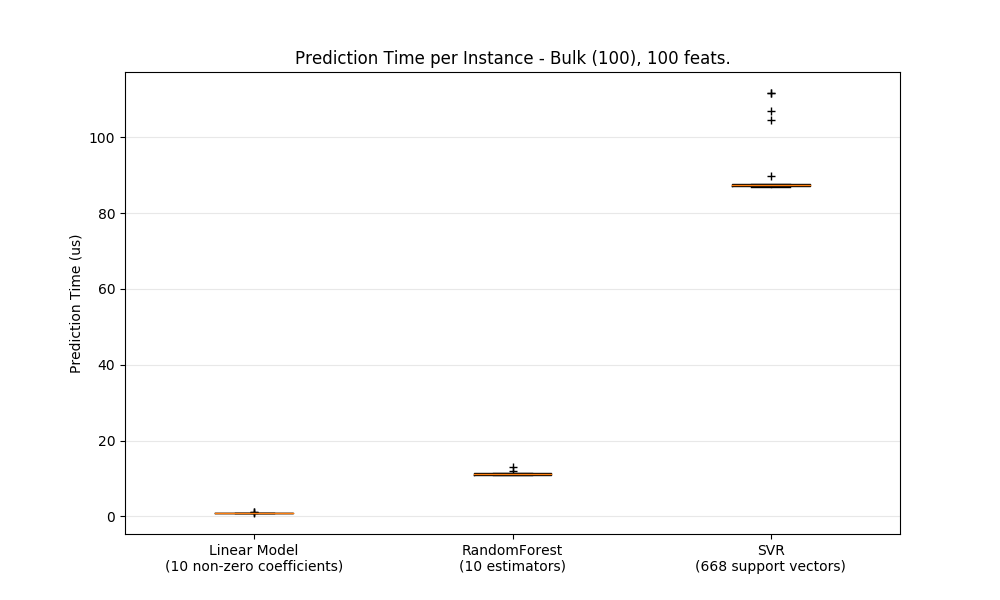 Prediction Time per Instance - Bulk (100), 100 feats.
Prediction Time (us)
100
80
60
40
20
0
Linear Model
(10 non-zero coefficients)
RandomForest
(10 estimators)
SVR
(668 support vectors)